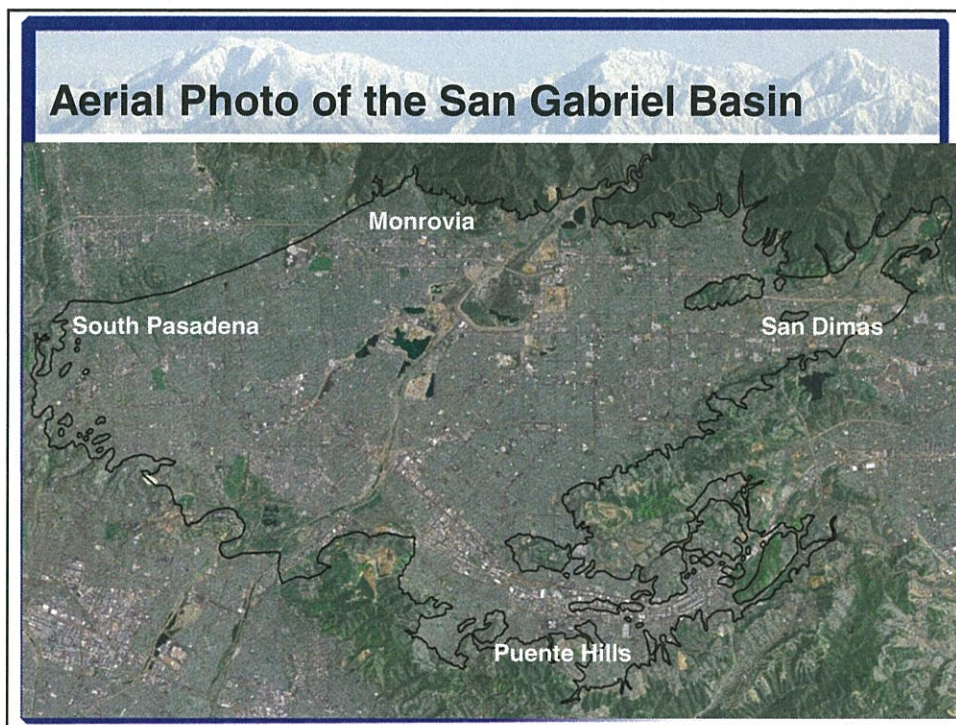 Aerial Photo of the San Gabriel Basin
Monrovia
South Pasadena
San Dimas
Puente Hills